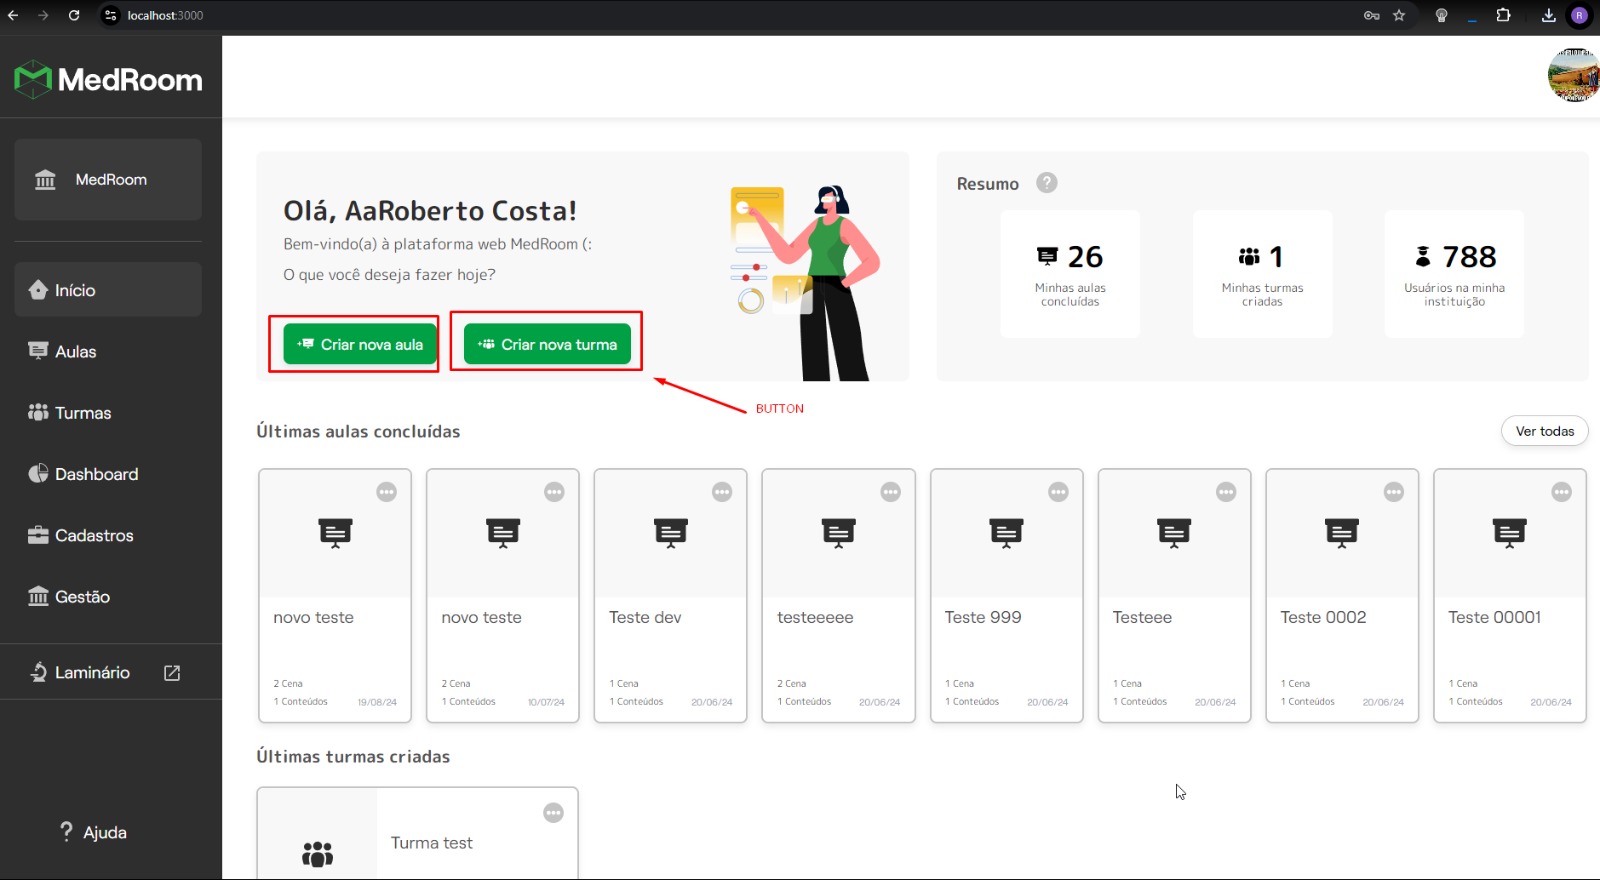 localhost:3000
R
MedRoom
MedRoom
Início
Aulas
Turmas
Dashboard
Cadastros
Gestão
Laminário
? Ajuda
Olá, AaRoberto Costa!
Bem-vindo(a) à plataforma web MedRoom (:
O que você deseja fazer hoje?
Criar nova aula
Criar nova turma
BUTTON
Resumo ?
26
Minhas aulas
concluídas
1
Minhas turmas
criadas
788
Usuários na minha
instituição
Últimas aulas concluídas
Ver todas
novo teste
2 Cena
1 Conteúdos 19/08/24
novo teste
2 Cena
1 Conteúdos 10/07/24
Teste dev
1 Cena
1 Conteúdos 20/06/24
testeeeee
2 Cena
1 Conteúdos 20/06/24
Teste 999
1 Cena
1 Conteúdos 20/06/24
Testeee
1 Cena
1 Conteúdos 20/06/24
Teste 0002
1 Cena
1 Conteúdos 20/06/24
Teste 00001
1 Cena
1 Conteúdos 20/06/24
Últimas turmas criadas
Turma test